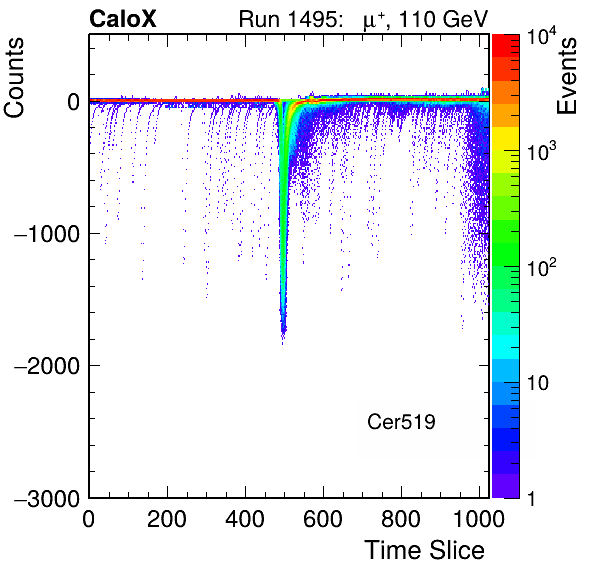 CaloX Run 1495: μ⁺, 110 GeV
Counts
Events
0
−1000
−2000
−3000
0 200 400 600 800 1000
Time Slice
Cer519
10⁴
10³
10²
10
1